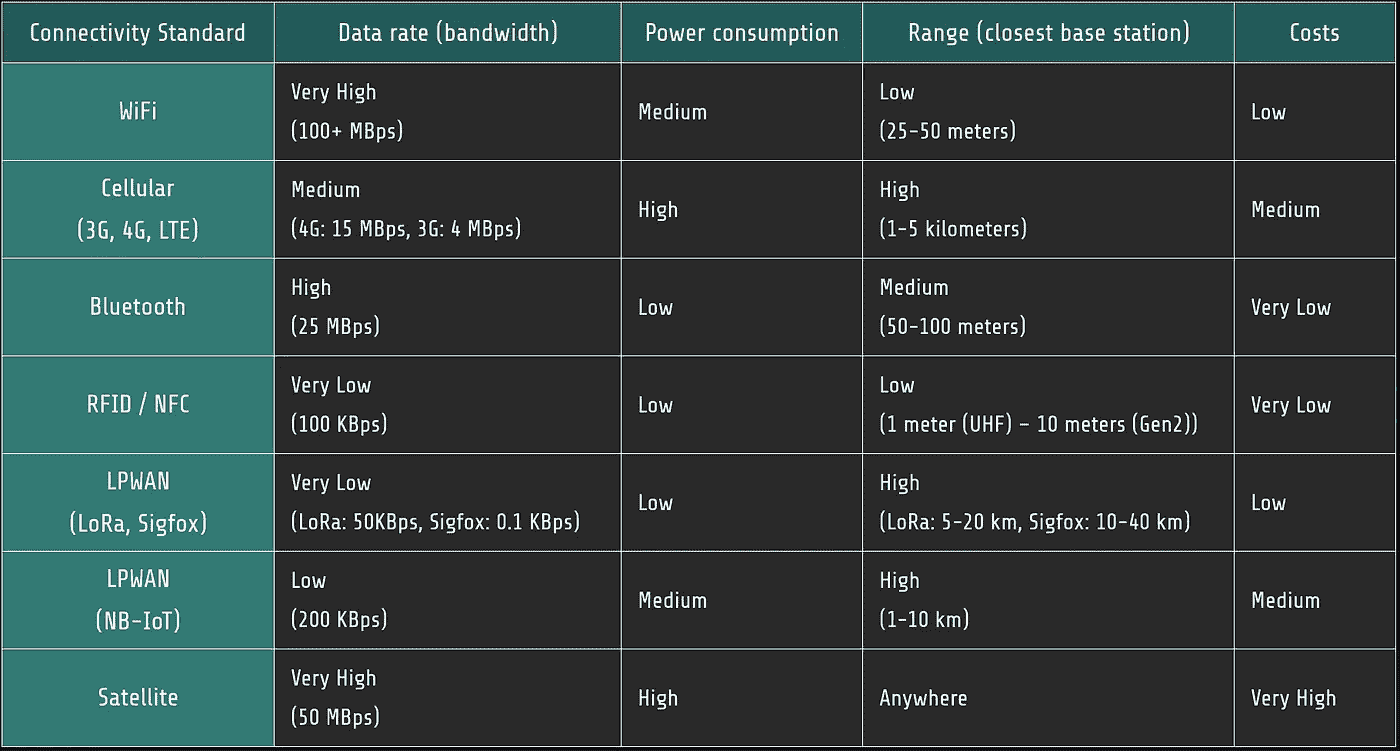 Connectivity Standard
Data rate (bandwidth)
Power consumption
Range (closest base station)
Costs
WiFi
Very High
(100+ MBps)
Medium
Low
(25-50 meters)
Low
Cellular
(3G, 4G, LTE)
Medium
(4G: 15 MBps, 3G: 4 MBps)
High
High
(1-5 kilometers)
Medium
Bluetooth
High
(25 MBps)
Low
Medium
(50-100 meters)
Very Low
RFID / NFC
Very Low
(100 KBps)
Low
Low
(1 meter (UHF) – 10 meters (Gen2))
Very Low
LPWAN
(LoRa, Sigfox)
Very Low
(LoRa: 50KBps, Sigfox: 0.1 KBps)
Low
High
(LoRa: 5-20 km, Sigfox: 10-40 km)
Low
LPWAN
(NB-IoT)
Low
(200 KBps)
Medium
High
(1-10 km)
Medium
Satellite
Very High
(50 MBps)
High
Anywhere
Very High